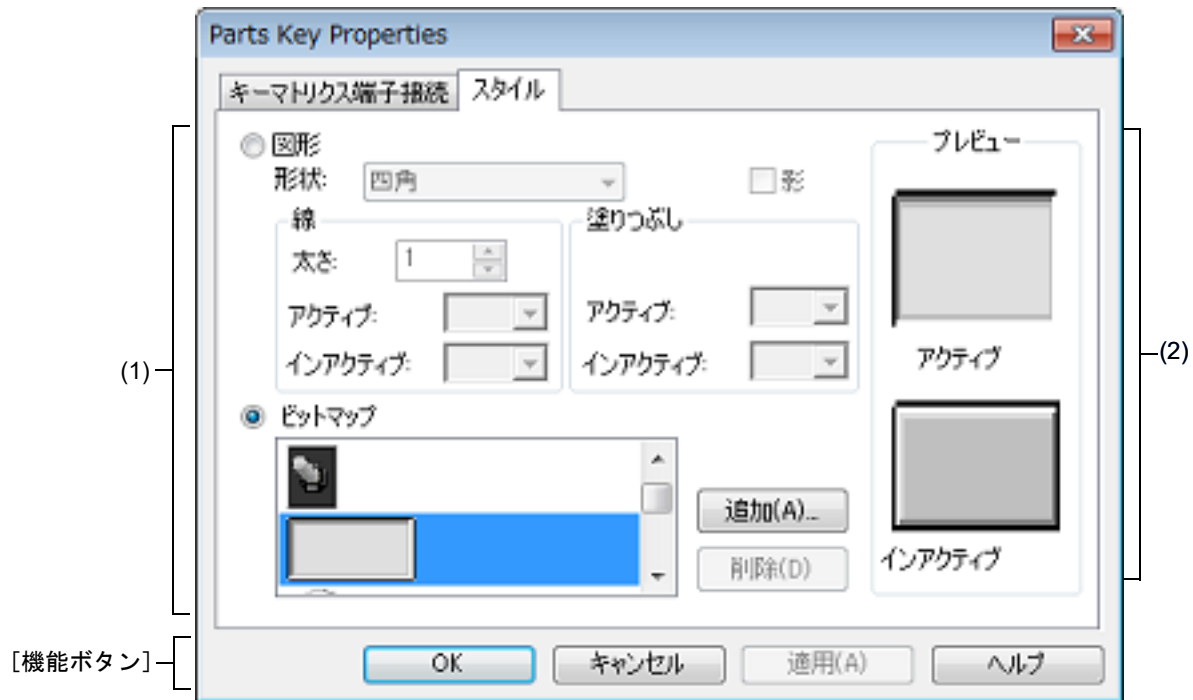 Parts Key Properties
キーマトリクス端子接続 スタイル
図形
形状: 四角 影
線
太さ: 1
アクティブ:
インアクティブ:
塗りつぶし
アクティブ:
インアクティブ:
ビットマップ
追加(A)...
削除(D)
プレビュー
アクティブ
インアクティブ
(1)
(2)
[機能ボタン]
OK キャンセル 適用(A) ヘルプ